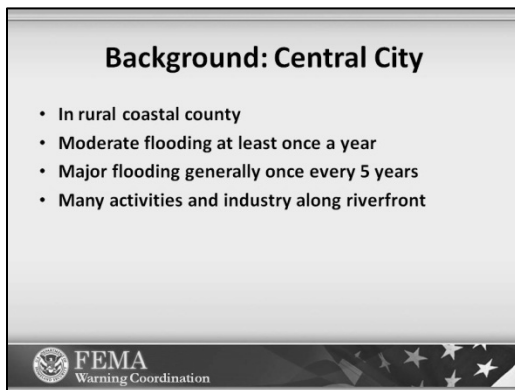 Background: Central City
• In rural coastal county
• Moderate flooding at least once a year
• Major flooding generally once every 5 years
• Many activities and industry along riverfront
FEMA
Warning Coordination